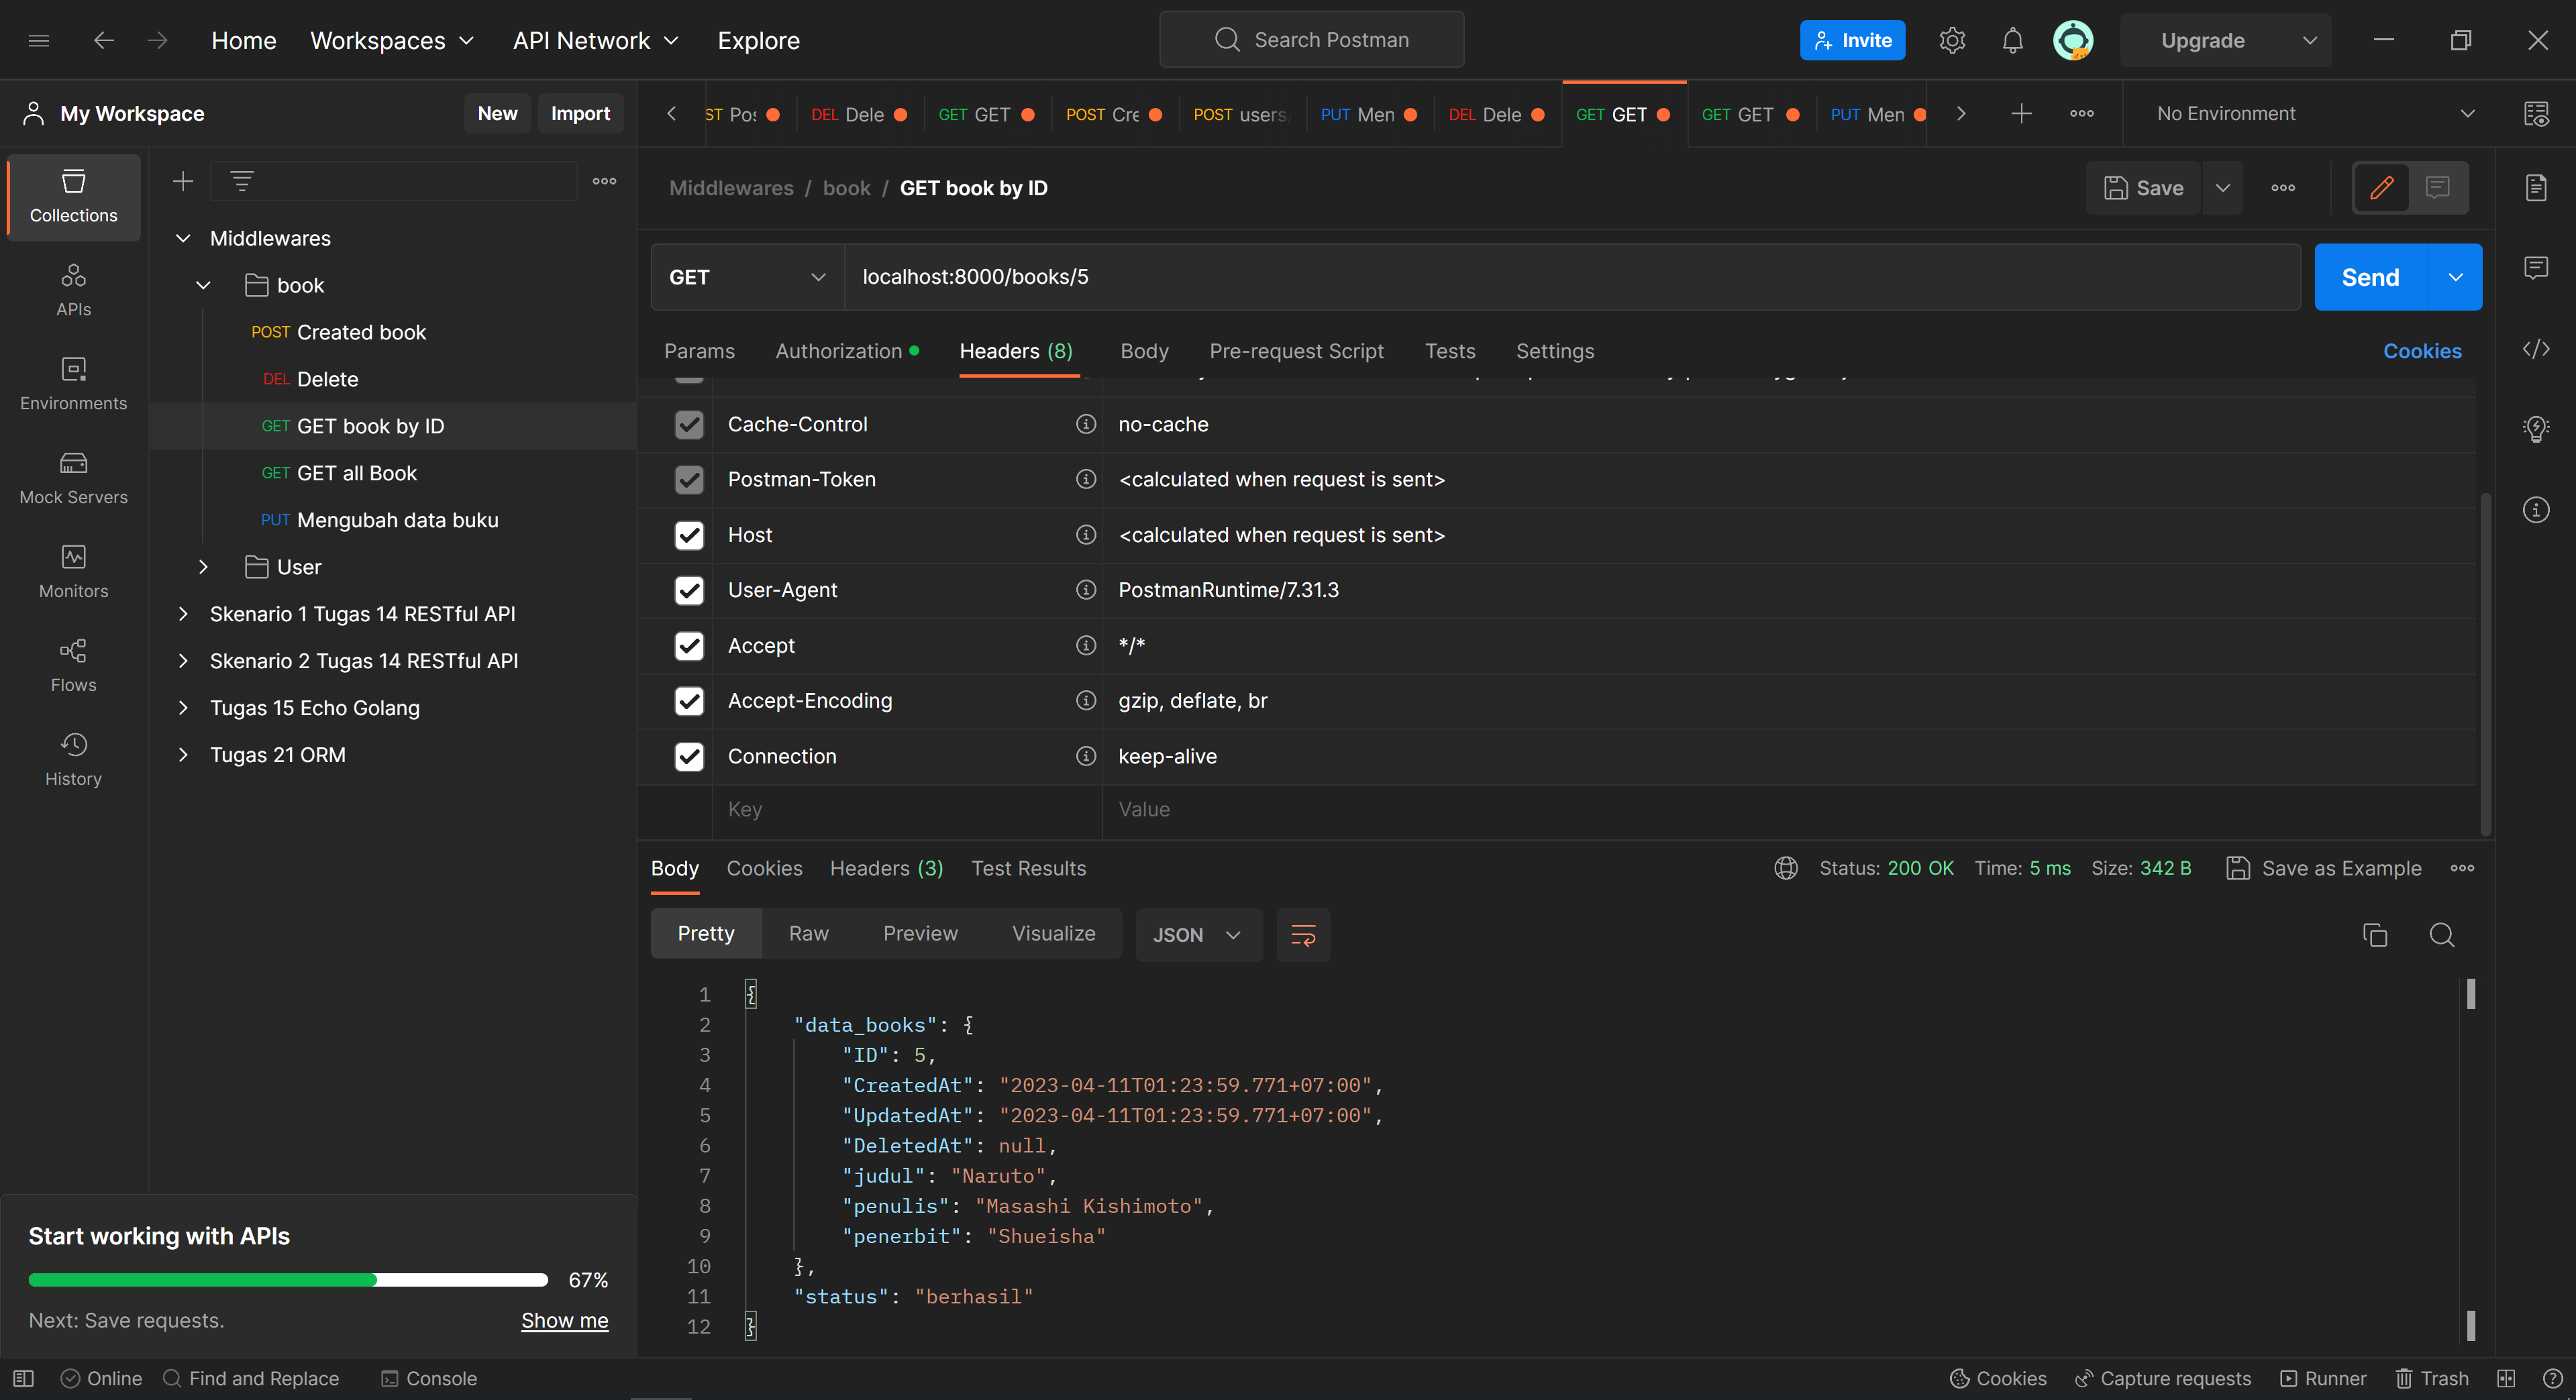 Home Workspaces API Network Explore Search Postman Invite Upgrade
My Workspace New Import
ST Pos DEL Dele GET GET POST Cre POST users PUT Men DEL Dele GET GET GET GET PUT Men No Environment
Collections
APIs
Environments
Mock Servers
Monitors
Flows
History
Middlewares
book
POST Created book
DEL Delete
GET GET book by ID
GET GET all Book
PUT Mengubah data buku
User
Skenario 1 Tugas 14 RESTful API
Skenario 2 Tugas 14 RESTful API
Tugas 15 Echo Golang
Tugas 21 ORM
Start working with APIs
67%
Next: Save requests. Show me
Middlewares / book / GET book by ID Save
GET localhost:8000/books/5 Send
Params Authorization Headers (8) Body Pre-request Script Tests Settings Cookies
Cache-Control no-cache
Postman-Token <calculated when request is sent>
Host <calculated when request is sent>
User-Agent PostmanRuntime/7.31.3
Accept */*
Accept-Encoding gzip, deflate, br
Connection keep-alive
Key Value
Body Cookies Headers (3) Test Results Status: 200 OK Time: 5 ms Size: 342 B Save as Example
Pretty Raw Preview Visualize JSON
1 {
2 "data_books": {
3 "ID": 5,
4 "CreatedAt": "2023-04-11T01:23:59.771+07:00",
5 "UpdatedAt": "2023-04-11T01:23:59.771+07:00",
6 "DeletedAt": null,
7 "judul": "Naruto",
8 "penulis": "Masashi Kishimoto",
9 "penerbit": "Shueisha"
10 },
11 "status": "berhasil"
12 }
Online Find and Replace Console Cookies Capture requests Runner Trash